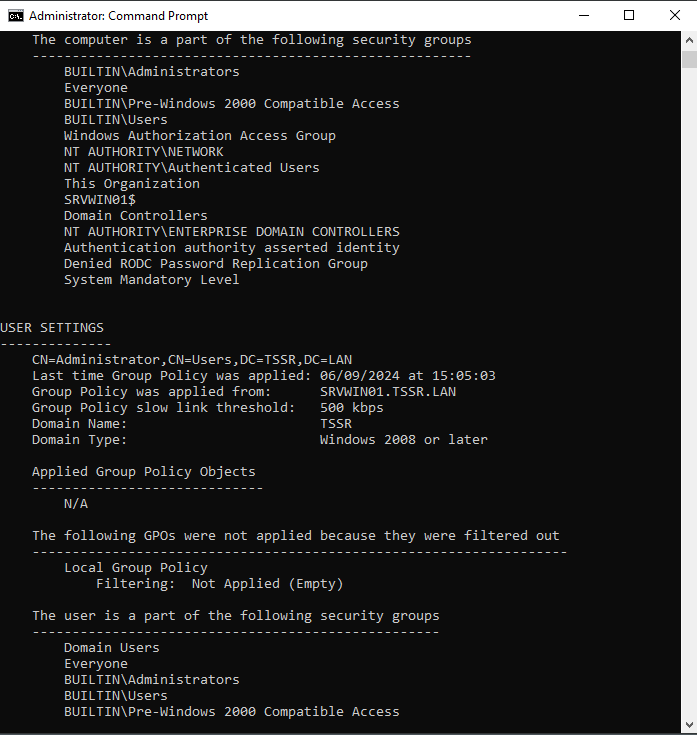 Administrator: Command Prompt
The computer is a part of the following security groups
-------------------------------------------------------
BUILTIN\Administrators
Everyone
BUILTIN\Pre-Windows 2000 Compatible Access
BUILTIN\Users
Windows Authorization Access Group
NT AUTHORITY\NETWORK
NT AUTHORITY\Authenticated Users
This Organization
SRVWIN01$
Domain Controllers
NT AUTHORITY\ENTERPRISE DOMAIN CONTROLLERS
Authentication authority asserted identity
Denied RODC Password Replication Group
System Mandatory Level
USER SETTINGS
--------------
CN=Administrator,CN=Users,DC=TSSR,DC=LAN
Last time Group Policy was applied: 06/09/2024 at 15:05:03
Group Policy was applied from:      SRVWIN01.TSSR.LAN
Group Policy slow link threshold:   500 kbps
Domain Name:                        TSSR
Domain Type:                        Windows 2008 or later
Applied Group Policy Objects
-----------------------------
N/A
The following GPOs were not applied because they were filtered out
-------------------------------------------------------------------
Local Group Policy
Filtering:  Not Applied (Empty)
The user is a part of the following security groups
---------------------------------------------------
Domain Users
Everyone
BUILTIN\Administrators
BUILTIN\Users
BUILTIN\Pre-Windows 2000 Compatible Access